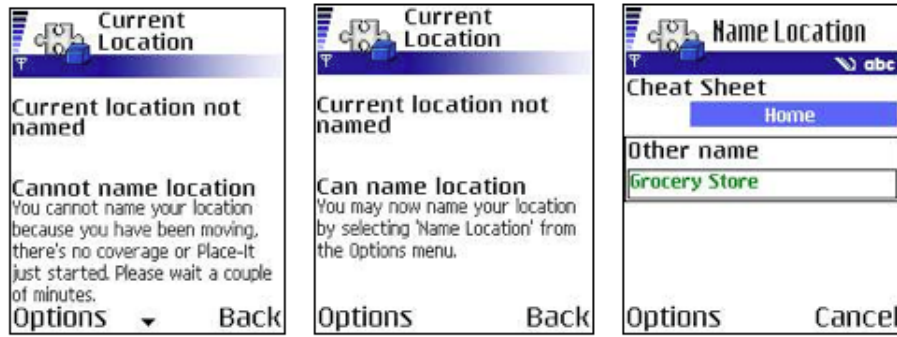 Current
Location
Current location not
named
Cannot name location
You cannot name your location
because you have been moving,
there's no coverage or Place-It
just started. Please wait a couple
of minutes.
Options
Back
Current
Location
Current location not
named
Can name location
You may now name your location
by selecting 'Name Location' from
the Options menu.
Options
Back
Name Location
abc
Cheat Sheet
Home
Other name
Grocery Store
Options
Cancel